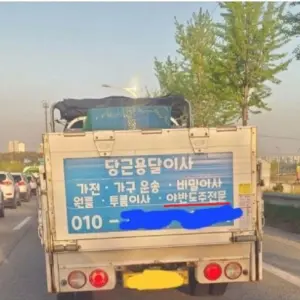 당근용달이사
가전 · 가구 운송 · 비밀이사
원룸 · 투룸이사 · 야반도주전문
010 -